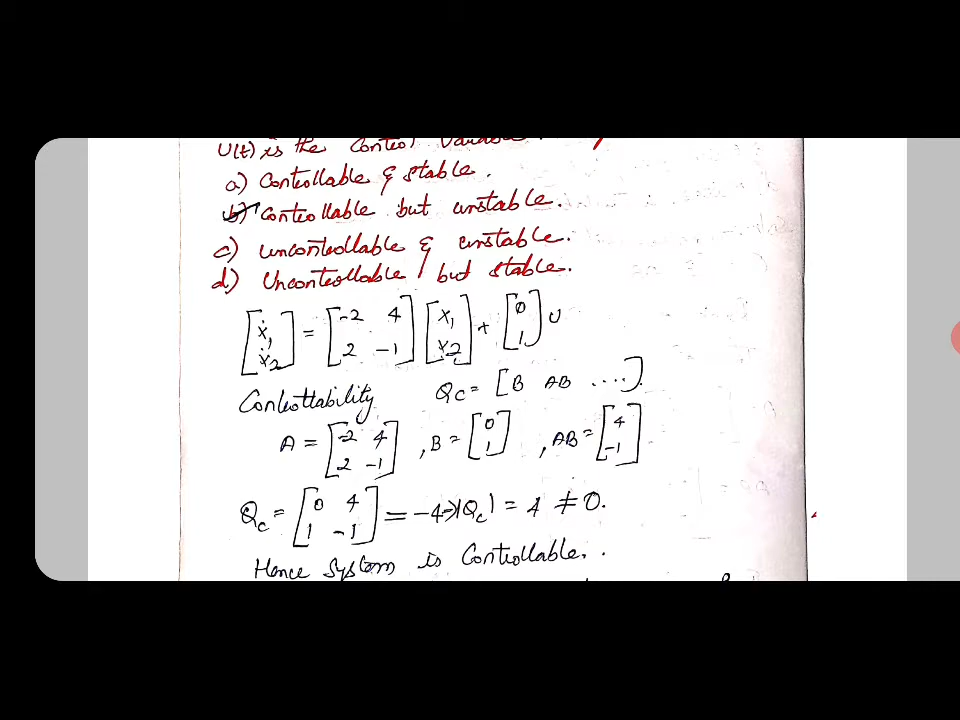 U(t) is the Control Variable.
a) Controllable & stable.
b) Controllable but unstable.
c) uncontrollable & unstable.
d) Uncontrollable but stable.
[ẋ1 ẋ2] = [-2 4 2 -1] [x1 x2] + [0 1] U
Controllability Qc = [B AB ....].
A = [-2 4 2 -1], B = [0 1], AB = [4 -1]
Qc = [0 4 1 -1] = -4 → |Qc| = 4 ≠ 0.
Hence System is Controllable..